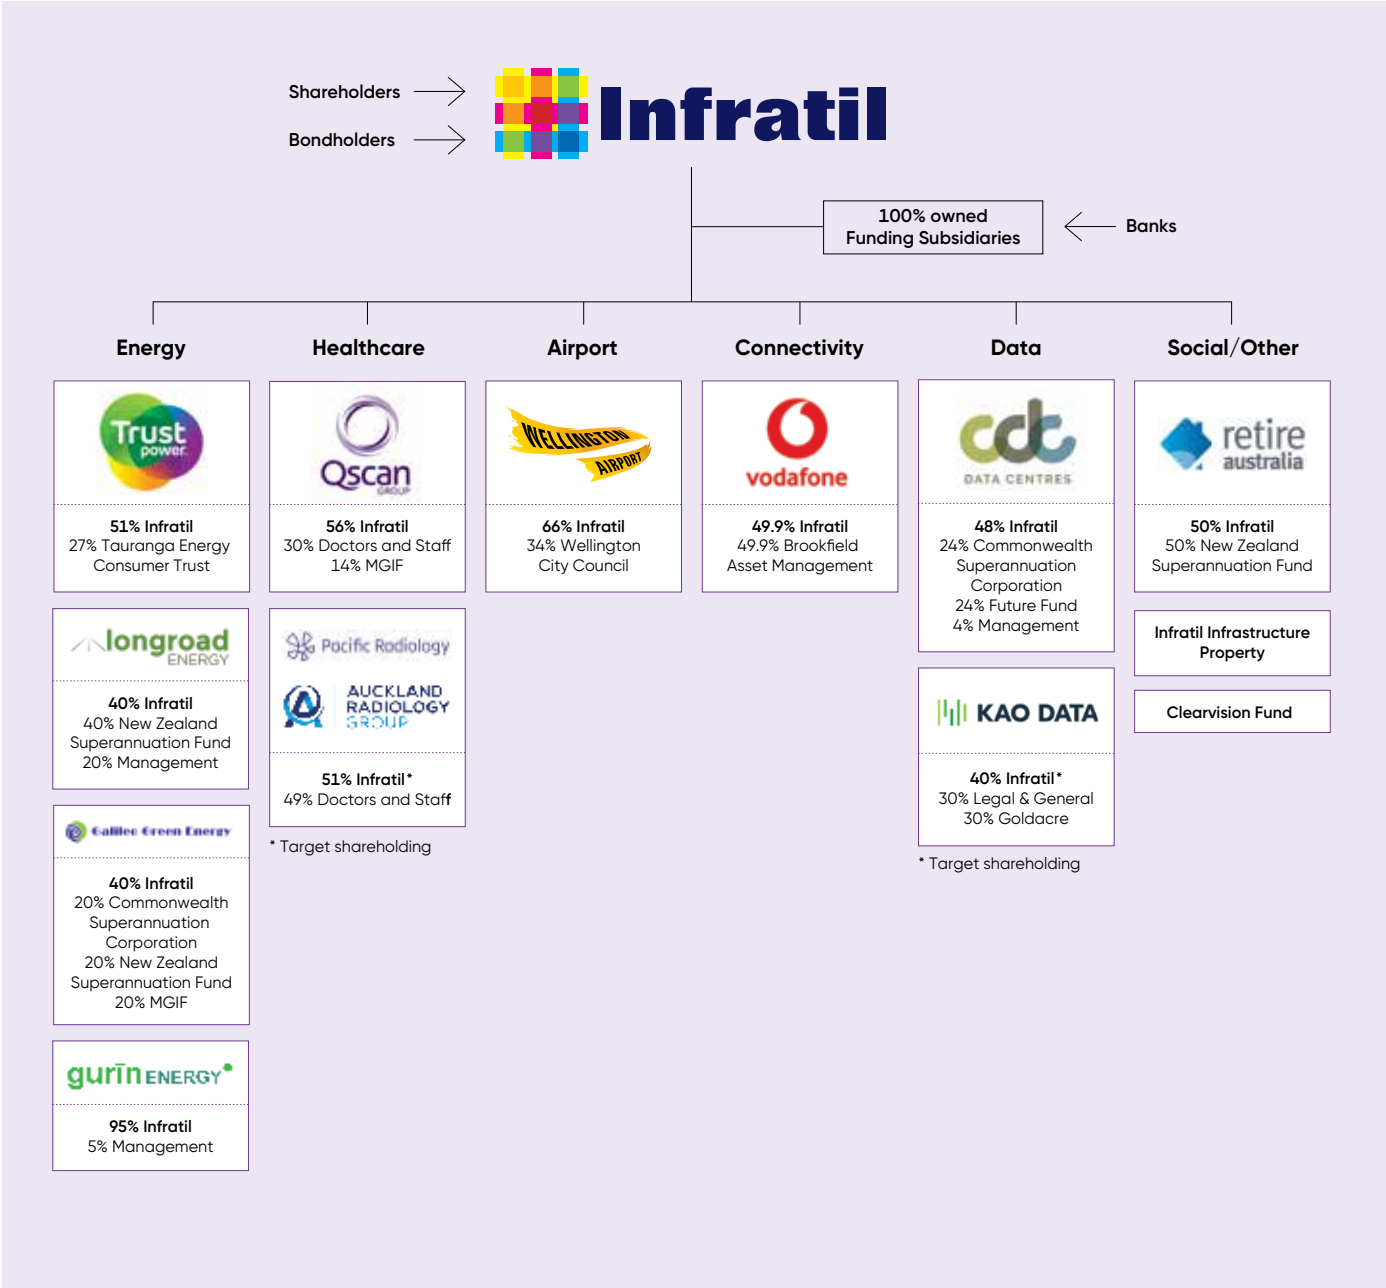 Shareholders
Bondholders
Infratil
100% owned
Funding Subsidiaries
Banks
Energy
Trust
power.
51% Infratil
27% Tauranga Energy
Consumer Trust
longroad
ENERGY
40% Infratil
40% New Zealand
Superannuation Fund
20% Management
Galileo Green Energy
40% Infratil
20% Commonwealth
Superannuation
Corporation
20% New Zealand
Superannuation Fund
20% MGIF
gurīn ENERGY
95% Infratil
5% Management
Healthcare
Qscan
GROUP
56% Infratil
30% Doctors and Staff
14% MGIF
Pacific Radiology
AUCKLAND
RADIOLOGY
GROUP
51% Infratil*
49% Doctors and Staff
* Target shareholding
Airport
WELLINGTON
AIRPORT
66% Infratil
34% Wellington
City Council
Connectivity
vodafone
49.9% Infratil
49.9% Brookfield
Asset Management
Data
cdc
DATA CENTRES
48% Infratil
24% Commonwealth
Superannuation
Corporation
24% Future Fund
4% Management
KAO DATA
40% Infratil*
30% Legal & General
30% Goldacre
* Target shareholding
Social/Other
retire
australia
50% Infratil
50% New Zealand
Superannuation Fund
Infratil Infrastructure
Property
Clearvision Fund